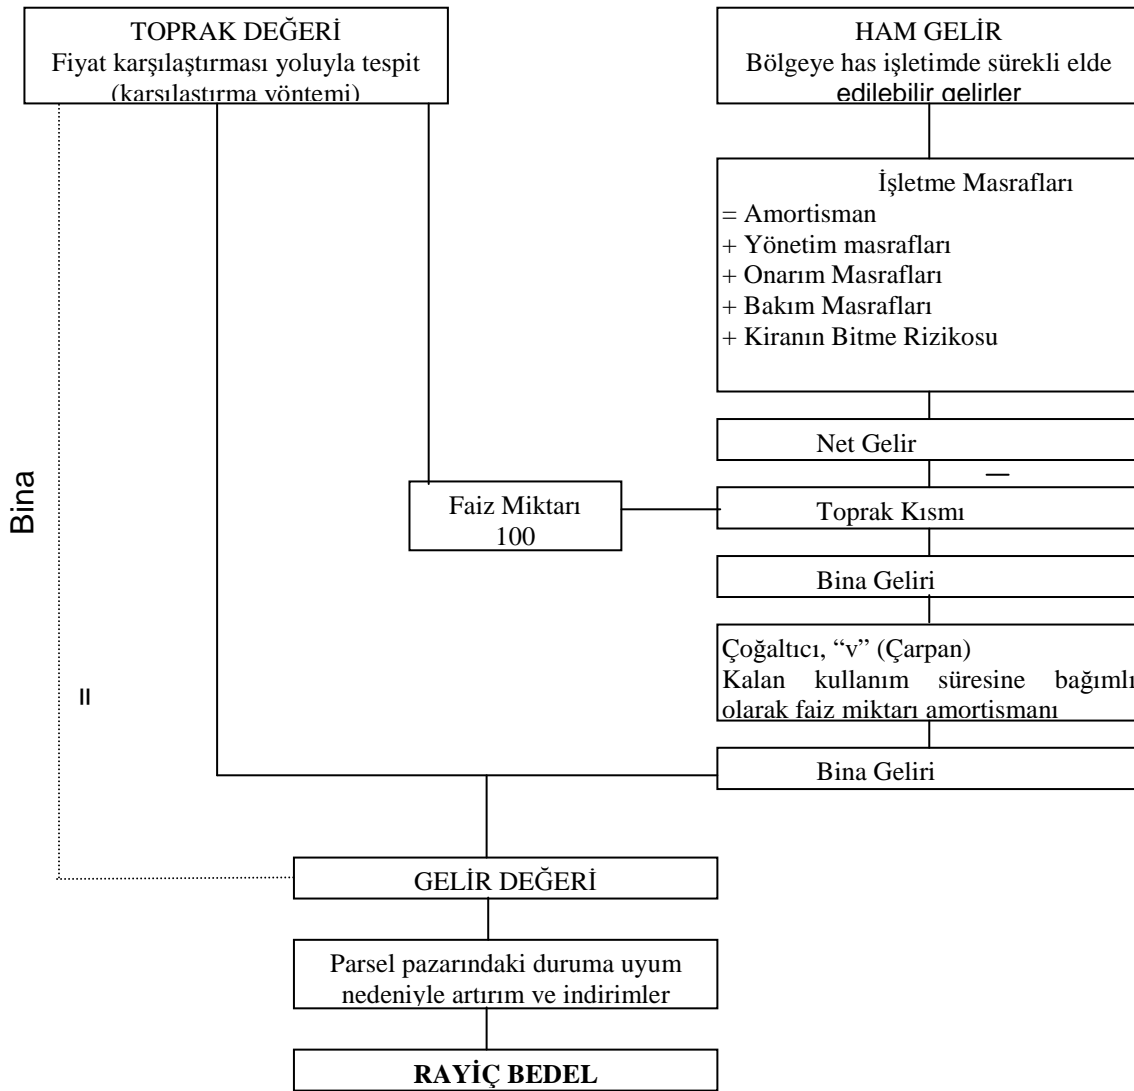 TOPRAK DEĞERİ
Fiyat karşılaştırması yoluyla tespit
(karşılaştırma yöntemi)
HAM GELİR
Bölgeye has işletimde sürekli elde
edilebilir gelirler
İşletme Masrafları
= Amortisman
+ Yönetim masrafları
+ Onarım Masrafları
+ Bakım Masrafları
+ Kiranın Bitme Rizikosu
Net Gelir
—
Faiz Miktarı
100
Toprak Kısmı
Bina Geliri
Çoğaltıcı, “v” (Çarpan)
Kalan kullanım süresine bağımlı
olarak faiz miktarı amortismanı
Bina Geliri
Bina
=
GELİR DEĞERİ
Parsel pazarındaki duruma uyum
nedeniyle artırım ve indirimler
RAYİÇ BEDEL